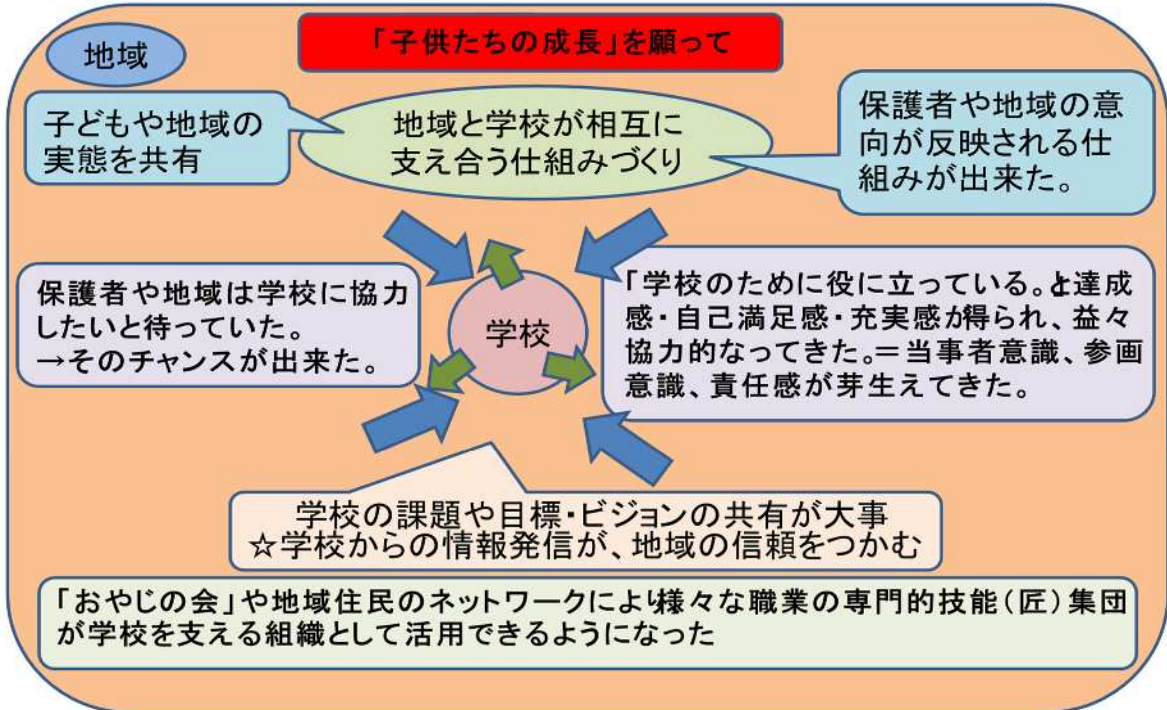 地域
「子供たちの成長」を願って
子どもや地域の
実態を共有
地域と学校が相互に
支え合う仕組みづくり
保護者や地域の意
向が反映される仕
組みが出来た。
保護者や地域は学校に協力
したいと待っていた。
→そのチャンスが出来た。
学校
「学校のために役に立っている。」と達成
感・自己満足感・充実感が得られ、益々
協力的なってきた。＝当事者意識、参画
意識、責任感が芽生えてきた。
学校の課題や目標・ビジョンの共有が大事
☆学校からの情報発信が、地域の信頼をつかむ
「おやじの会」や地域住民のネットワークにより様々な職業の専門的技能（匠）集団
が学校を支える組織として活用できるようになった